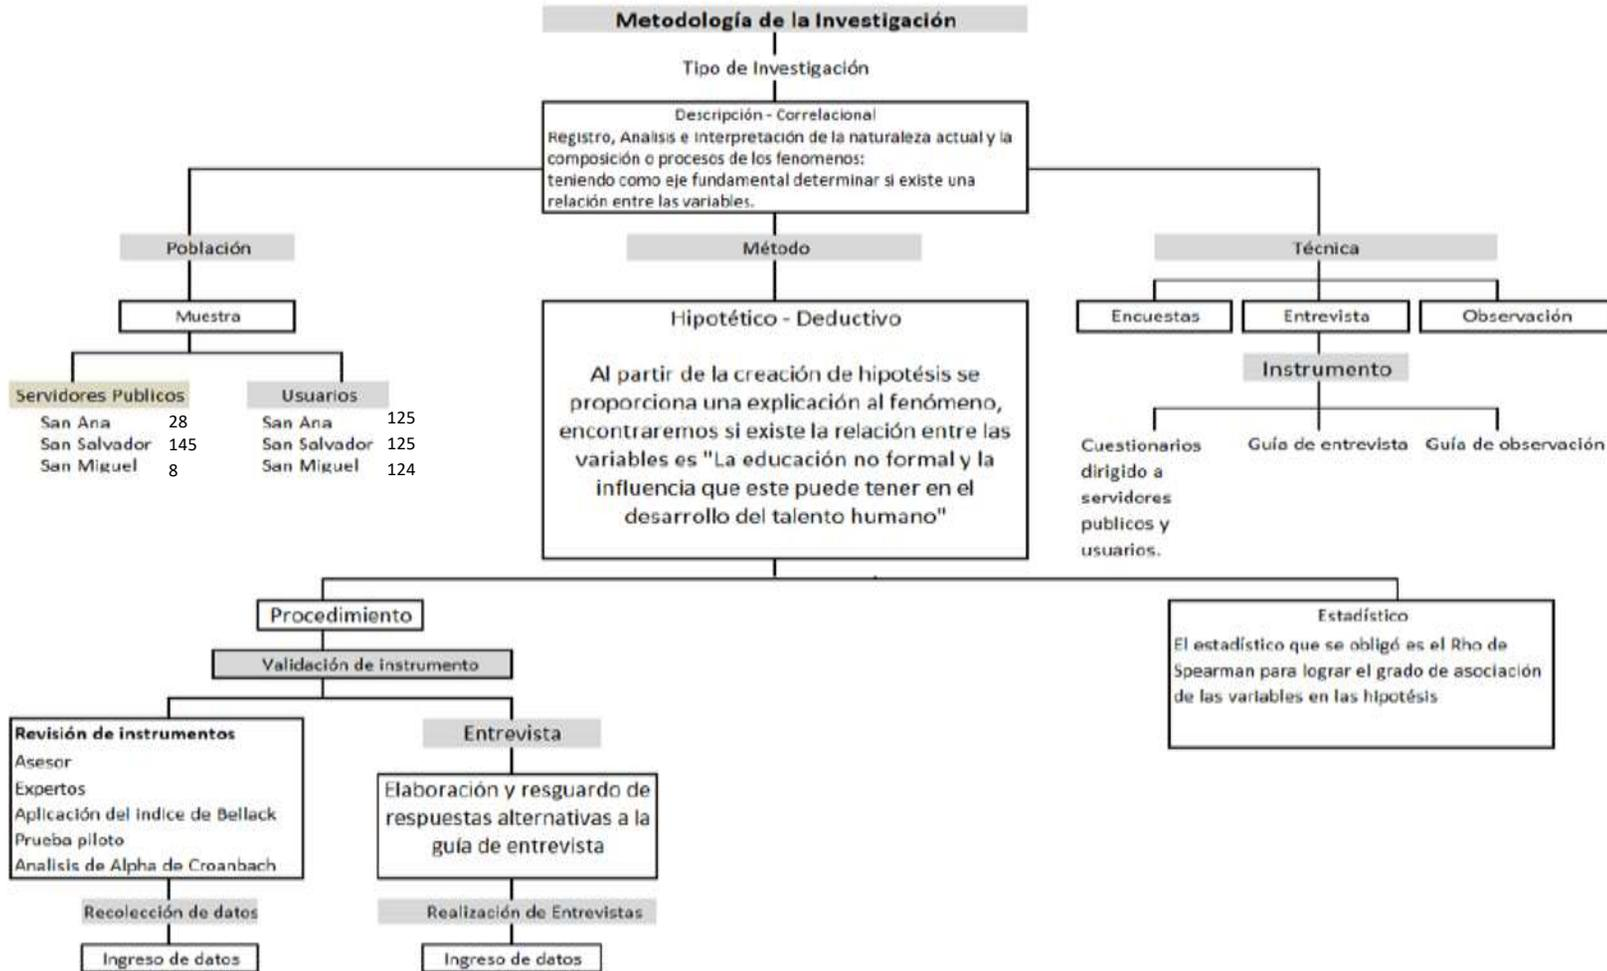 Metodología de la Investigación
Tipo de Investigación
Descripción - Correlacional
Registro, Analisis e Interpretación de la naturaleza actual y la
composición o procesos de los fenomenos:
teniendo como eje fundamental determinar si existe una
relación entre las variables.
Población
Muestra
Servidores Publicos
San Ana 28
San Salvador 145
San Miguel 8
Usuarios
San Ana 125
San Salvador 125
San Miguel 124
Método
Hipotético - Deductivo
Al partir de la creación de hipotésis se
proporciona una explicación al fenómeno,
encontraremos si existe la relación entre las
variables es "La educación no formal y la
influencia que este puede tener en el
desarrollo del talento humano"
Técnica
Encuestas
Entrevista
Observación
Instrumento
Cuestionarios
dirigido a
servidores
publicos y
usuarios.
Guía de entrevista
Guía de observación
Procedimiento
Validación de instrumento
Revisión de instrumentos
Asesor
Expertos
Aplicación del indice de Bellack
Prueba piloto
Analisis de Alpha de Croanbach
Recolección de datos
Ingreso de datos
Entrevista
Elaboración y resguardo de
respuestas alternativas a la
guía de entrevista
Realización de Entrevistas
Ingreso de datos
Estadístico
El estadístico que se obligó es el Rho de
Spearman para lograr el grado de asociación
de las variables en las hipotésis